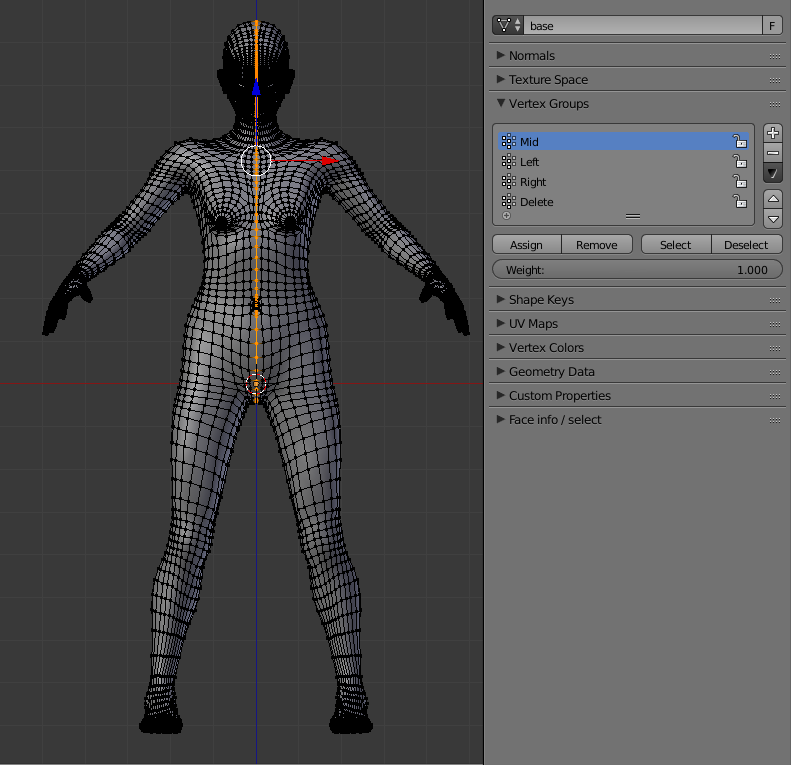 base F
Normals
Texture Space
Vertex Groups
Mid
Left
Right
Delete
Assign Remove Select Deselect
Weight: 1.000
Shape Keys
UV Maps
Vertex Colors
Geometry Data
Custom Properties
Face info / select